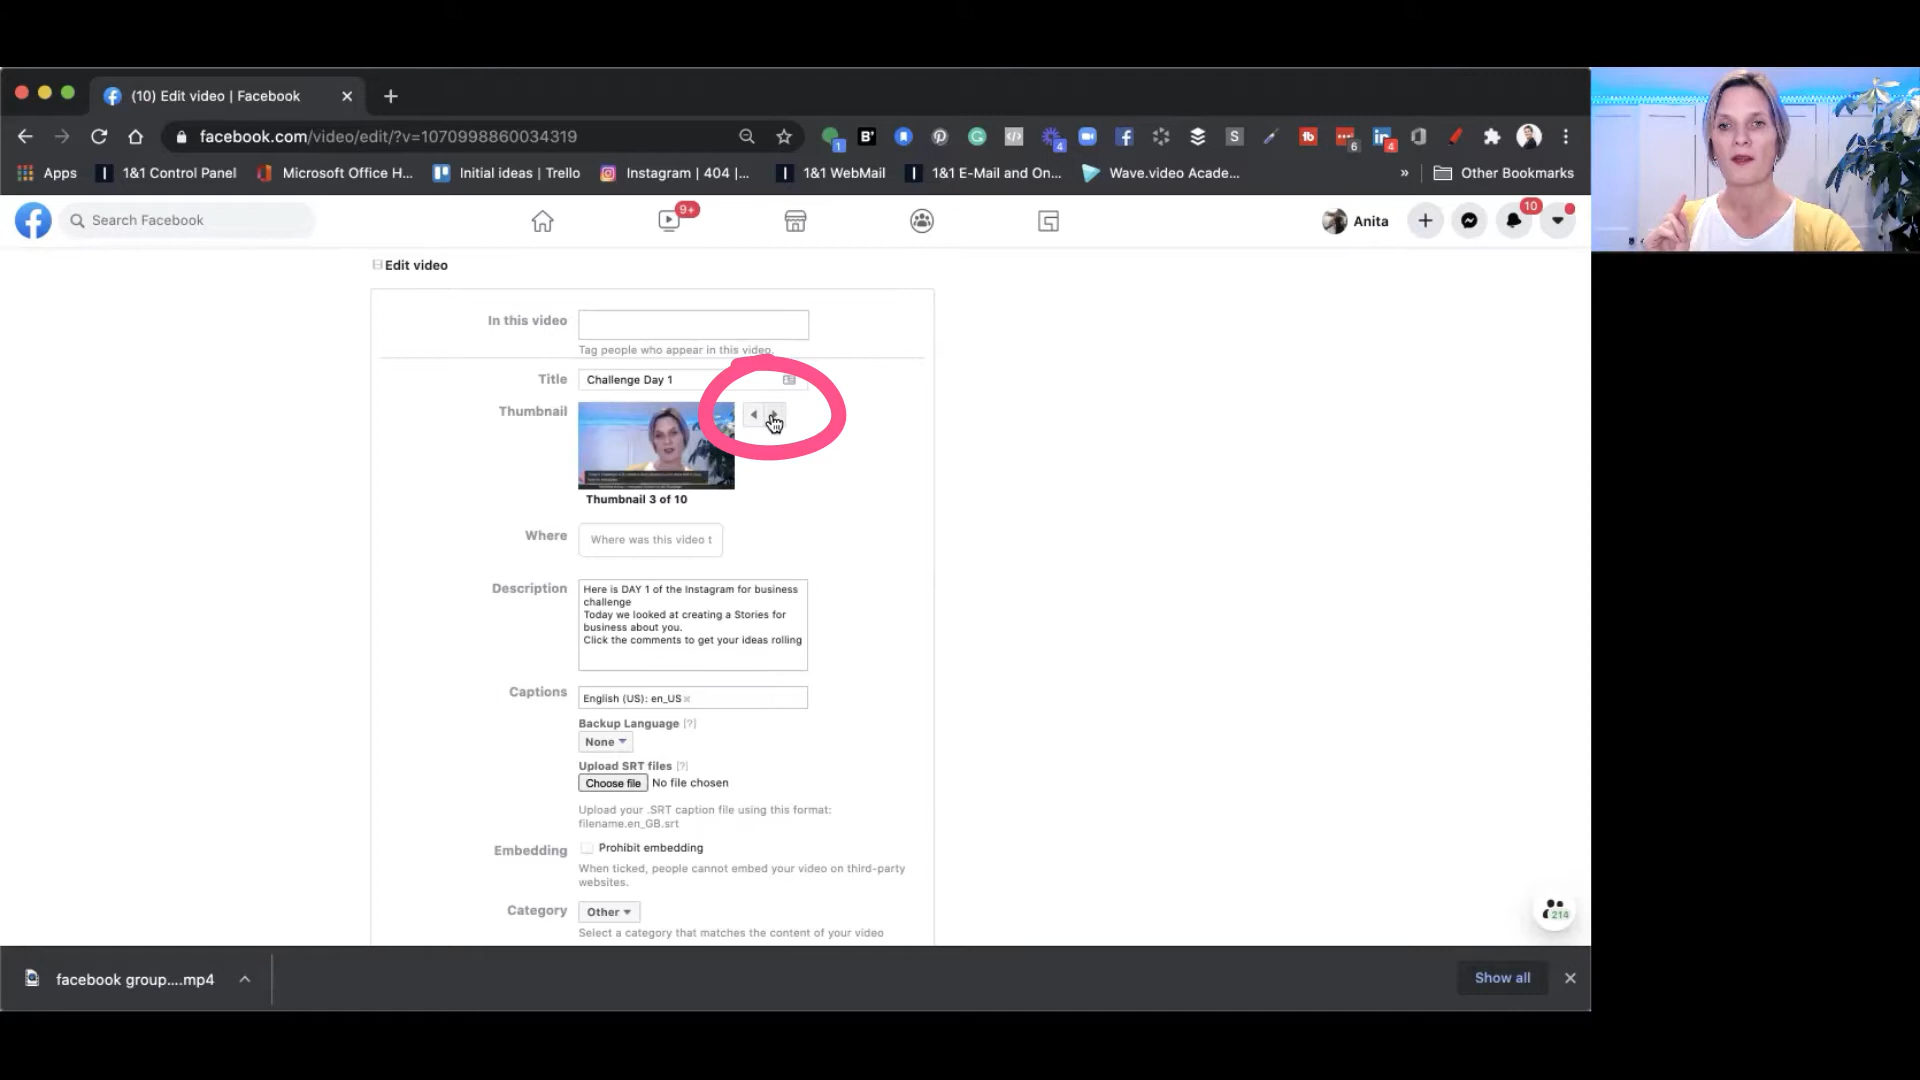 (10) Edit video | Facebook
facebook.com/video/edit/?v=1070998860034319
1
B+
S
tb
4
6
in
4
Apps
1&1 Control Panel
Microsoft Office H...
Initial ideas | Trello
Instagram | 404 |...
1&1 WebMail
1&1 E-Mail and On...
Wave.video Acade...
»
Other Bookmarks
Search Facebook
9+
Anita
10
Edit video
In this video
Tag people who appear in this video.
Title
Challenge Day 1
Thumbnail
Thumbnail 3 of 10
Where
Where was this video t
Description
Here is DAY 1 of the Instagram for business
challenge
Today we looked at creating a Stories for
business about you.
Click the comments to get your ideas rolling
Captions
English (US): en_US
Backup Language [?]
None
Upload SRT files [?]
Choose file No file chosen
Upload your .SRT caption file using this format:
filename.en_GB.srt
Embedding
Prohibit embedding
When ticked, people cannot embed your video on third-party
websites.
Category
Other
Select a category that matches the content of your video
214
facebook group....mp4
Show all